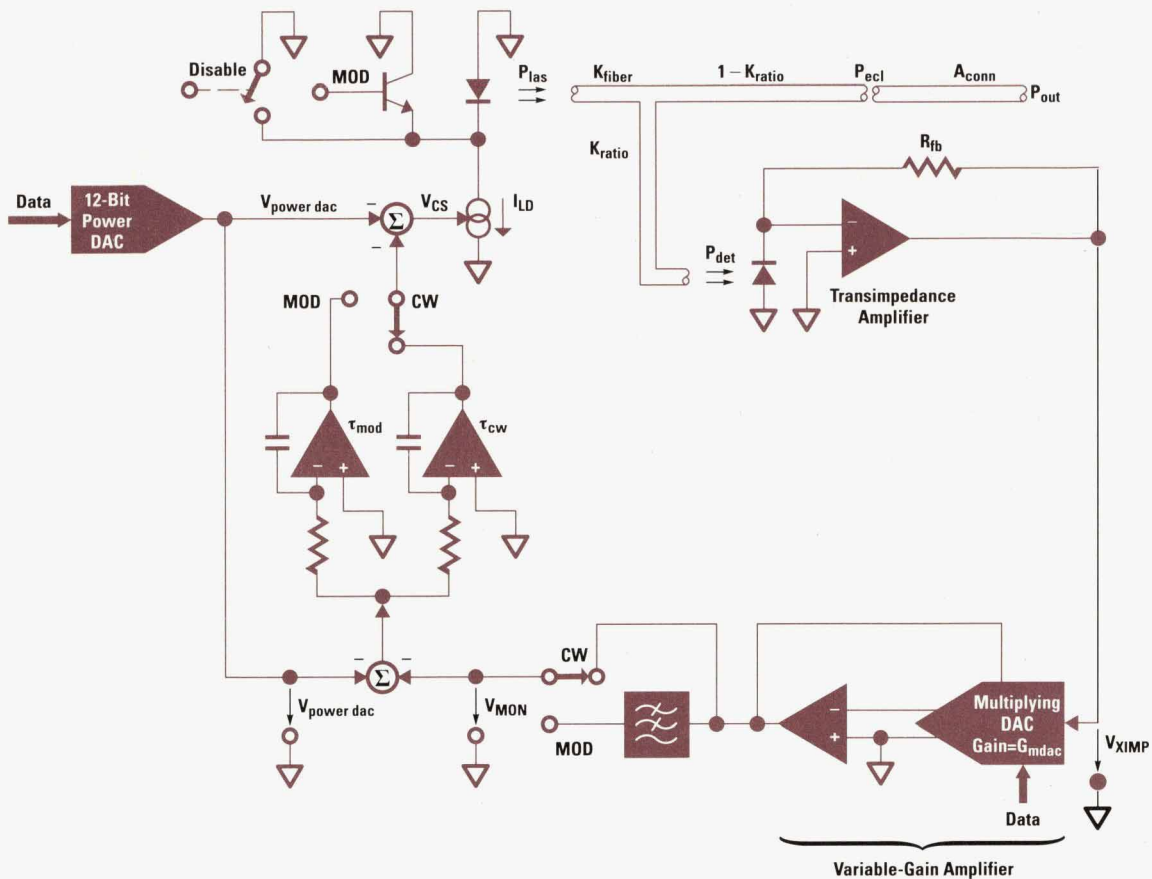 Disable
MOD
P_las
K_fiber
1 – K_ratio
P_ecl
A_conn
P_out
K_ratio
R_fb
Data
12-Bit
Power
DAC
V_power dac
–
Σ
–
V_CS
I_LD
P_det
–
+
Transimpedance
Amplifier
MOD
CW
τ_mod
τ_cw
– +
– +
–
Σ
–
CW
V_power dac
V_MON
MOD
–
+
Multiplying
DAC
Gain=G_mdac
V_XIMP
Data
Variable-Gain Amplifier